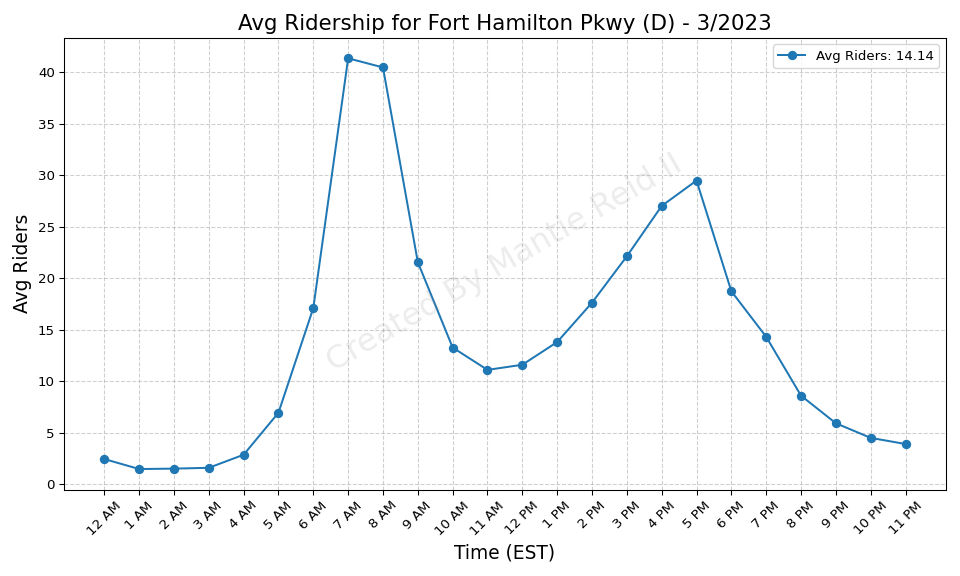 Avg Ridership for Fort Hamilton Pkwy (D) - 3/2023
Avg Riders: 14.14
Avg Riders
40
35
30
25
20
15
10
5
0
Created By Mantie Reid II
12 AM
1 AM
2 AM
3 AM
4 AM
5 AM
6 AM
7 AM
8 AM
9 AM
10 AM
11 AM
12 PM
1 PM
2 PM
3 PM
4 PM
5 PM
6 PM
7 PM
8 PM
9 PM
10 PM
11 PM
Time (EST)